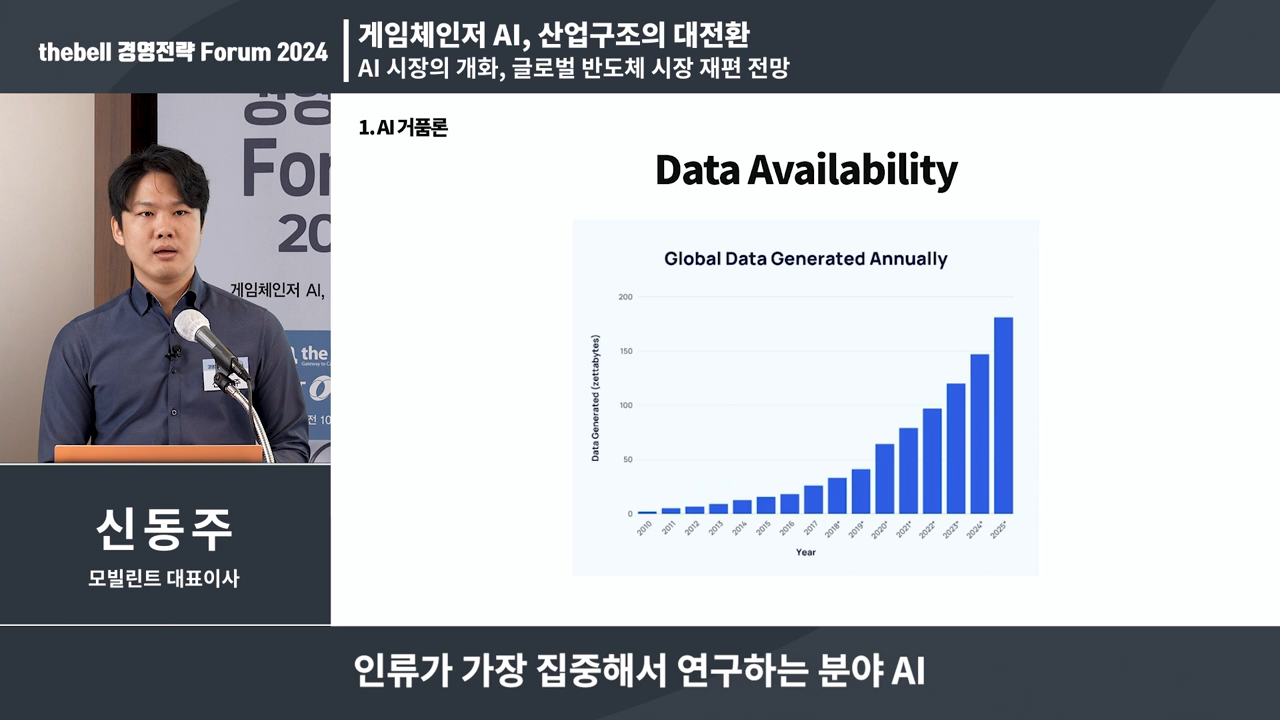 thebell 경영전략 Forum 2024
게임체인저 AI, 산업구조의 대전환
AI 시장의 개화, 글로벌 반도체 시장 재편 전망
For
20
게임체인저 AI,
the
전 10
신동주
모빌린트 대표이사
1. AI 거품론
Data Availability
Global Data Generated Annually
Data Generated (zettabytes)
200
150
100
50
0
2010 2011 2012 2013 2014 2015 2016 2017 2018* 2019* 2020* 2021* 2022* 2023* 2024* 2025*
Year
인류가 가장 집중해서 연구하는 분야 AI